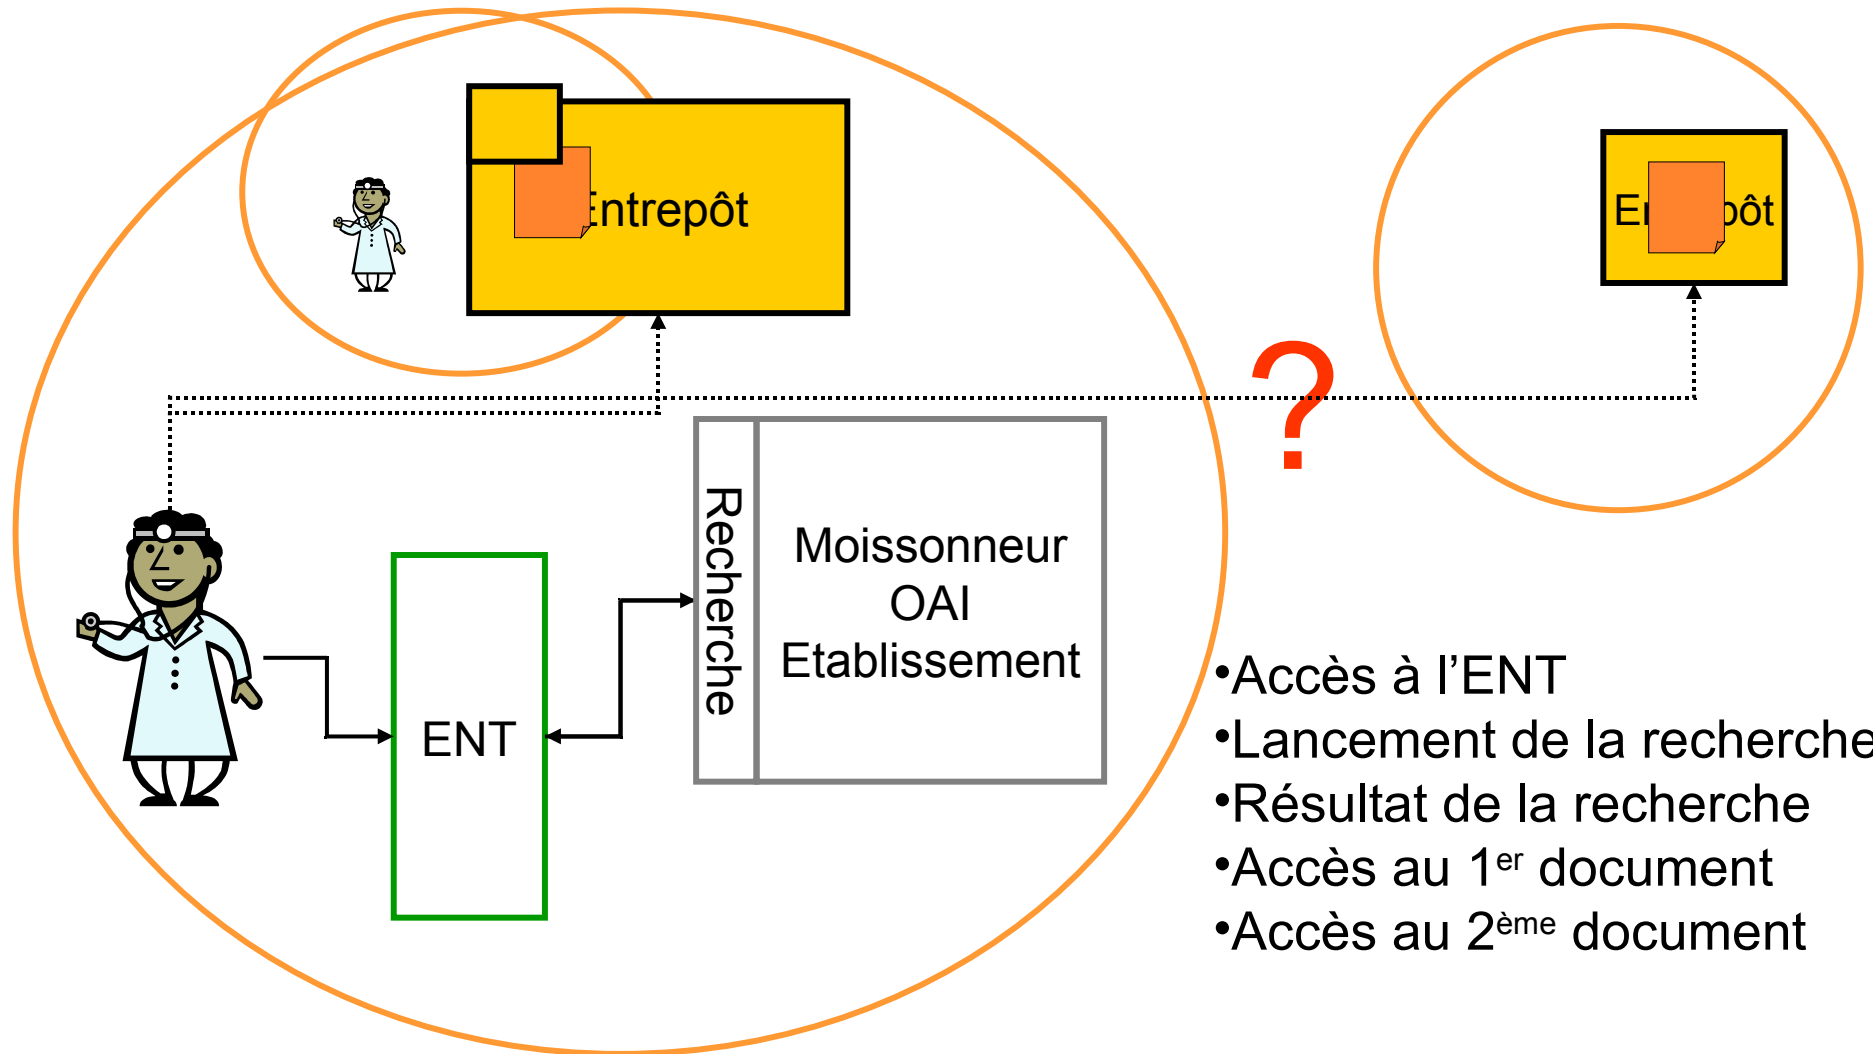 Entrepôt
?
Recherche
Moissonneur
OAI
Etablissement
ENT
•Accès à l’ENT
•Lancement de la recherche
•Résultat de la recherche
•Accès au 1er document
•Accès au 2ème document